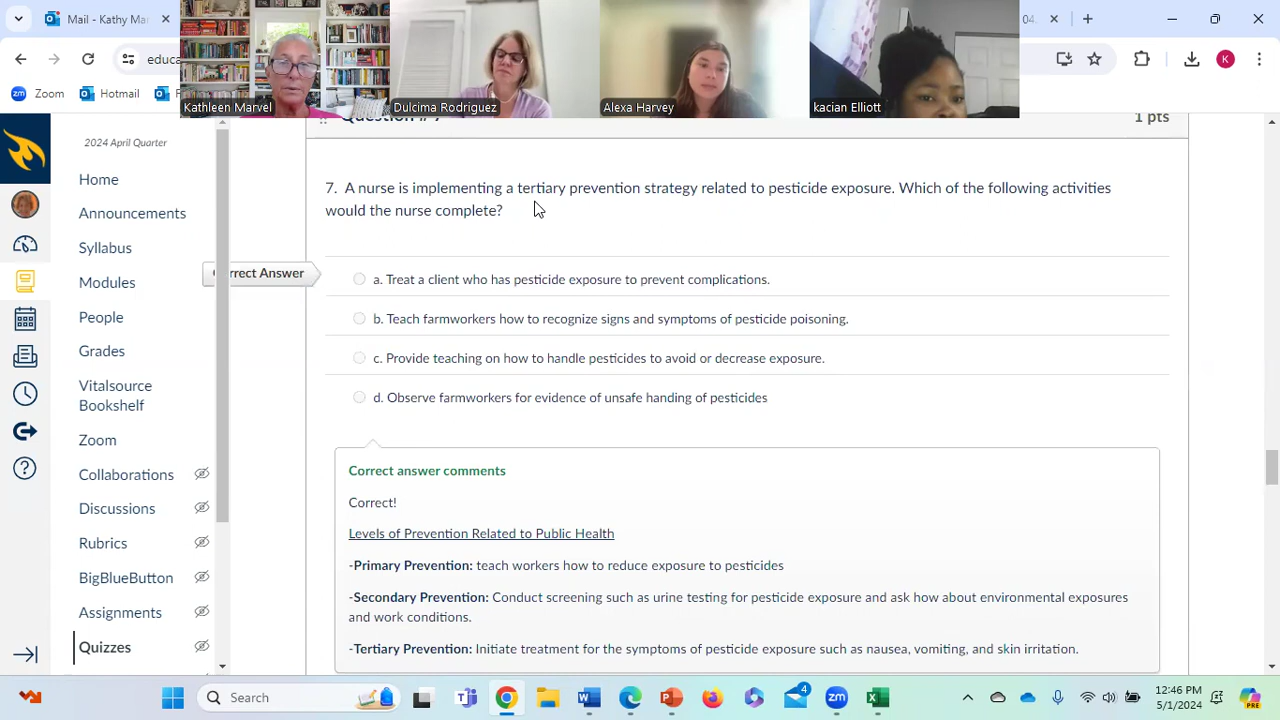 Mail - Kathy Mar
04
educa
Zoom
Hotmail
Kathleen Marvel
Dulcima Rodriguez
Alexa Harvey
kacian Elliott
K
2024 April Quarter
Home
Announcements
Syllabus
Modules
People
Grades
Vitalsource
Bookshelf
Zoom
Collaborations
Discussions
Rubrics
BigBlueButton
Assignments
Quizzes
1 pts
7. A nurse is implementing a tertiary prevention strategy related to pesticide exposure. Which of the following activities
would the nurse complete?
rrect Answer
a. Treat a client who has pesticide exposure to prevent complications.
b. Teach farmworkers how to recognize signs and symptoms of pesticide poisoning.
c. Provide teaching on how to handle pesticides to avoid or decrease exposure.
d. Observe farmworkers for evidence of unsafe handing of pesticides
Correct answer comments
Correct!
Levels of Prevention Related to Public Health
-Primary Prevention: teach workers how to reduce exposure to pesticides
-Secondary Prevention: Conduct screening such as urine testing for pesticide exposure and ask how about environmental exposures
and work conditions.
-Tertiary Prevention: Initiate treatment for the symptoms of pesticide exposure such as nausea, vomiting, and skin irritation.
Search
4
zm
12:46 PM
5/1/2024
PRE